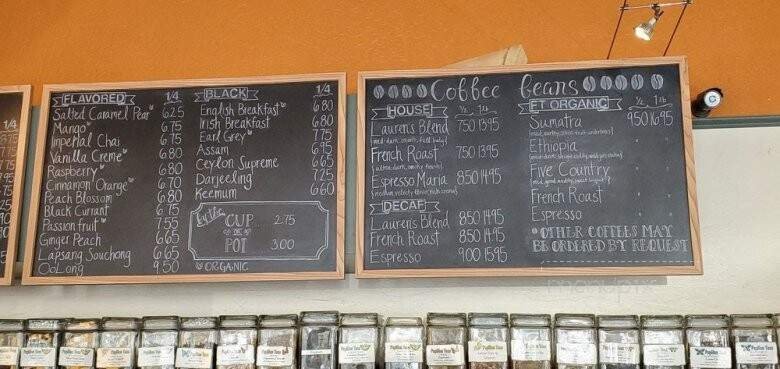 FLAVORED 1/4
Salted Caramel Pear 6.25
Mango 6.75
Imperial Chai 6.75
Vanilla Creme 6.80
Raspberry 6.80
Cinnamon Orange 6.70
Peach Blossom 6.80
Black Currant 6.75
Passion fruit 7.55
Ginger Peach 6.65
Lapsang Souchong 6.65
OoLong 9.50
BLACK 1/4
English Breakfast 6.80
Irish Breakfast 6.80
Earl Grey 7.75
Assam 6.95
Ceylon Supreme 6.65
Darjeeling 7.25
Keemum 6.60
CUP 2.75
OR
POT 3.00
ORGANIC
Coffee Beans
HOUSE ½ 1lb
Lauren's Blend 7.50 13.95
French Roast 7.50 13.95
Espresso Maria 8.50 14.95
DECAF
Lauren's Blend 8.50 14.95
French Roast 8.50 14.95
Espresso 9.00 15.95
FT ORGANIC ½ 1lb
Sumatra 9.50 16.95
Ethiopia
Five Country
French Roast
Espresso
* OTHER COFFEES MAY
BE ORDERED BY REQUEST